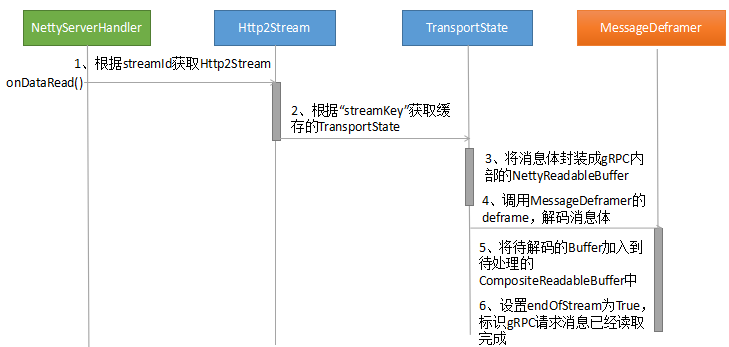 NettyServerHandler
Http2Stream
TransportState
MessageDeframer
1、根据streamId获取Http2Stream
onDataRead()
2、根据“streamKey”获取缓
存的TransportState
3、将消息体封装成gRPC内
部的NettyReadableBuffer
4、调用MessageDeframer的
deframe，解码消息体
5、将待解码的Buffer加入到
待处理的
CompositeReadableBuffer中
6、设置endOfStream为True，
标识gRPC请求消息已经读取
完成